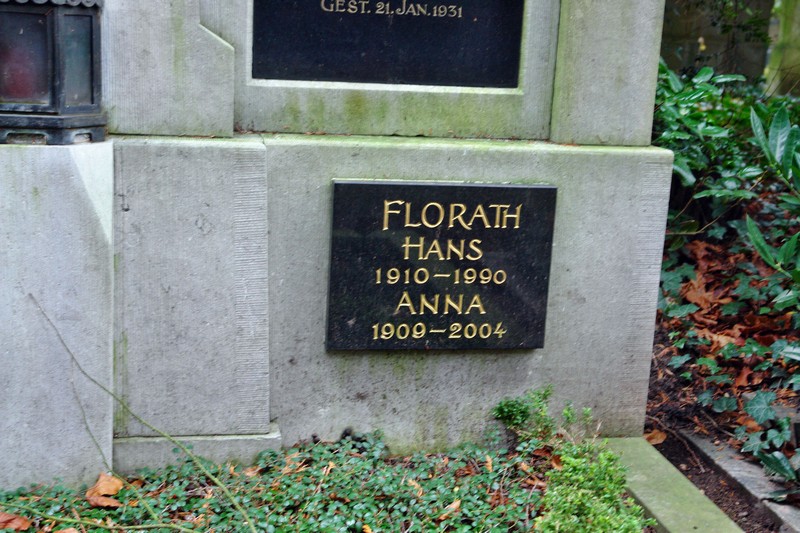 GEST. 21. JAN. 1931
FLORATH
HANS
1910–1990
ANNA
1909–2004